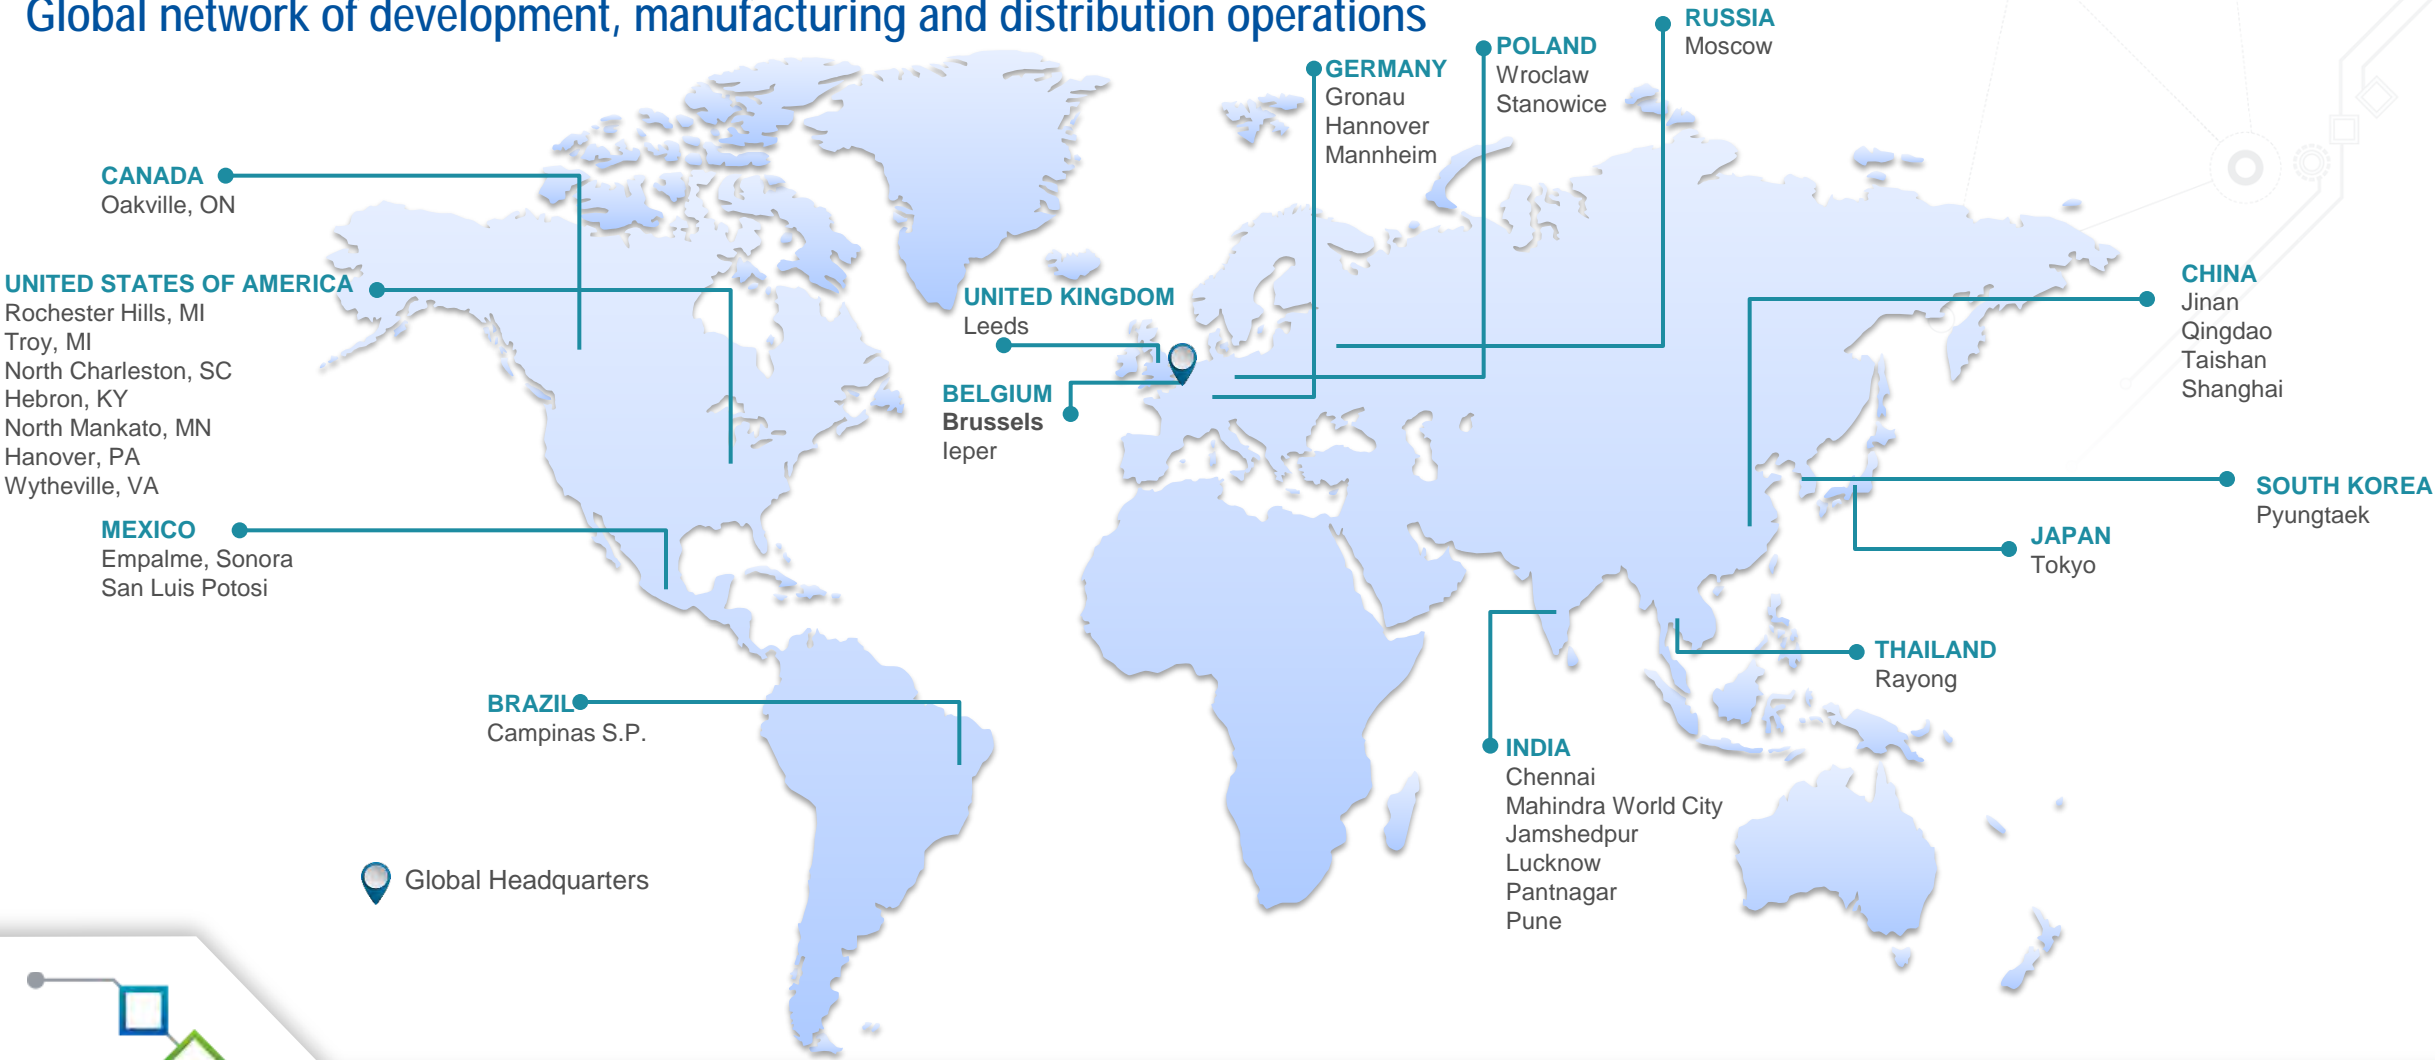 Global network of development, manufacturing and distribution operations
RUSSIA
Moscow
POLAND
Wroclaw
Stanowice
GERMANY
Gronau
Hannover
Mannheim
CANADA
Oakville, ON
UNITED STATES OF AMERICA
Rochester Hills, MI
Troy, MI
North Charleston, SC
Hebron, KY
North Mankato, MN
Hanover, PA
Wytheville, VA
UNITED KINGDOM
Leeds
BELGIUM
Brussels
Ieper
CHINA
Jinan
Qingdao
Taishan
Shanghai
SOUTH KOREA
Pyungtaek
JAPAN
Tokyo
MEXICO
Empalme, Sonora
San Luis Potosi
THAILAND
Rayong
BRAZIL
Campinas S.P.
INDIA
Chennai
Mahindra World City
Jamshedpur
Lucknow
Pantnagar
Pune
Global Headquarters